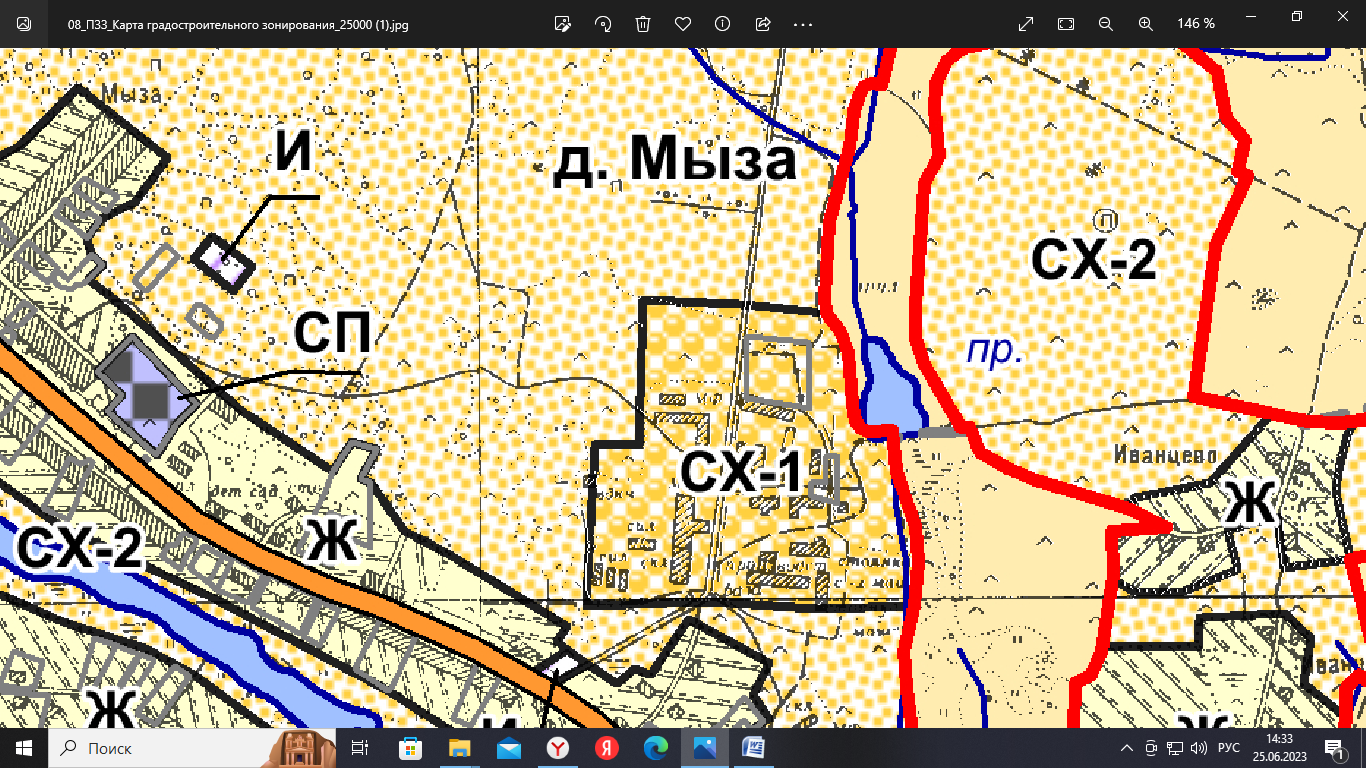 08_ПЗЗ_Карта градостроительного зонирования_25000 (1).jpg
146 %
Мыза
И
д. Мыза
П
СХ-2
СП
пр.
СХ-1
Иванцево
Ж
дет сад
Ж
СХ-2
Ж
Поиск
РУС
14:33
25.06.2023
1